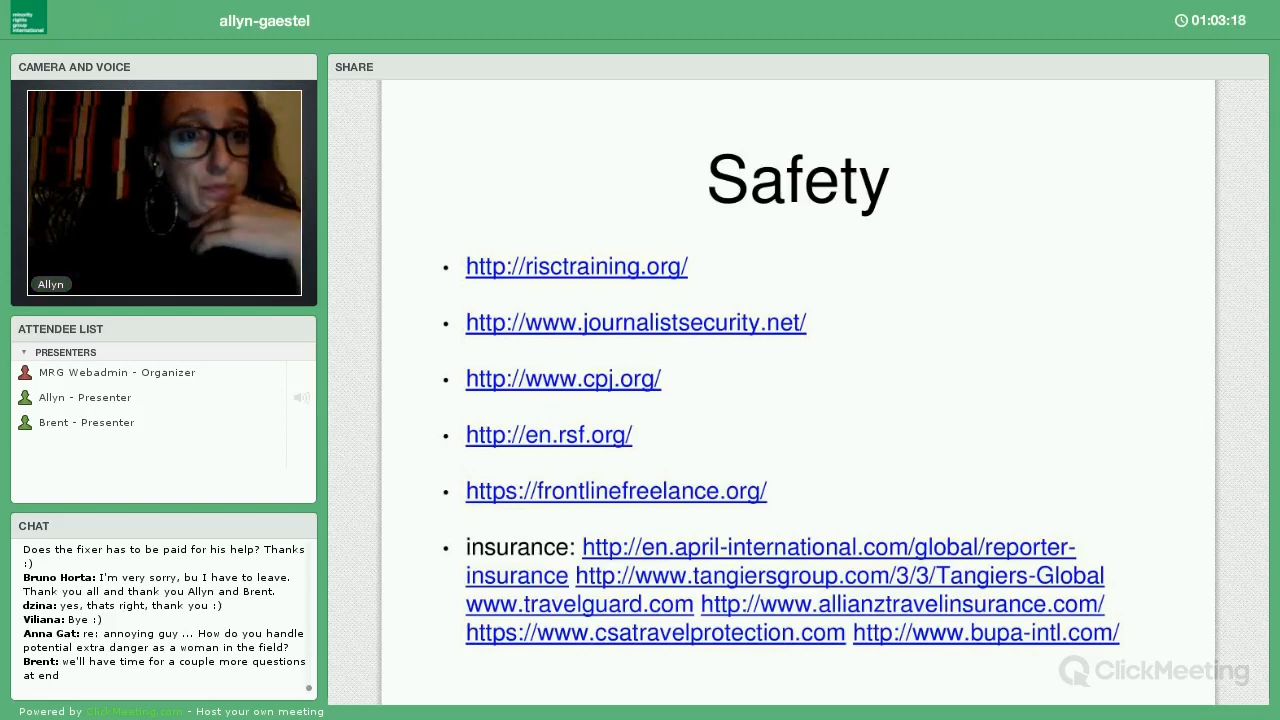 minority
rights
group
international
allyn-gaestel
01:03:18
CAMERA AND VOICE
Allyn
ATTENDEE LIST
PRESENTERS
MRG Webadmin - Organizer
Allyn - Presenter
Brent - Presenter
CHAT
Does the fixer has to be paid for his help? Thanks
:)
Bruno Horta: I'm very sorry, bu I have to leave.
Thank you all and thank you Allyn and Brent.
dzina: yes, thats right, thank you :)
Viliana: Bye :)
Anna Gat: re: annoying guy ... How do you handle
potential extra danger as a woman in the field?
Brent: we'll have time for a couple more questions
at end
SHARE
Safety
• http://risctraining.org/
• http://www.journalistsecurity.net/
• http://www.cpj.org/
• http://en.rsf.org/
• https://frontlinefreelance.org/
• insurance: http://en.april-international.com/global/reporter-
insurance http://www.tangiersgroup.com/3/3/Tangiers-Global
www.travelguard.com http://www.allianztravelinsurance.com/
https://www.csatravelprotection.com http://www.bupa-intl.com/
ClickMeeting
Powered by ClickMeeting.com - Host your own meeting